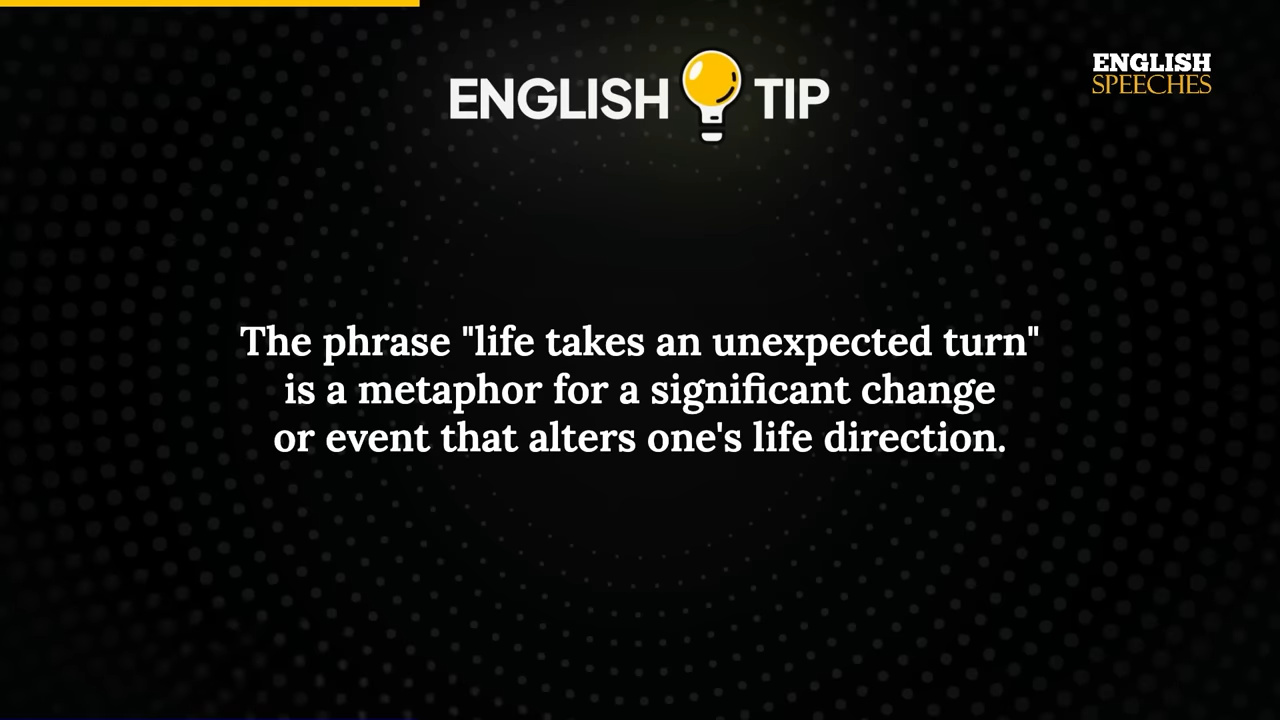 ENGLISH TIP
ENGLISH
SPEECHES
The phrase "life takes an unexpected turn"
is a metaphor for a significant change
or event that alters one's life direction.